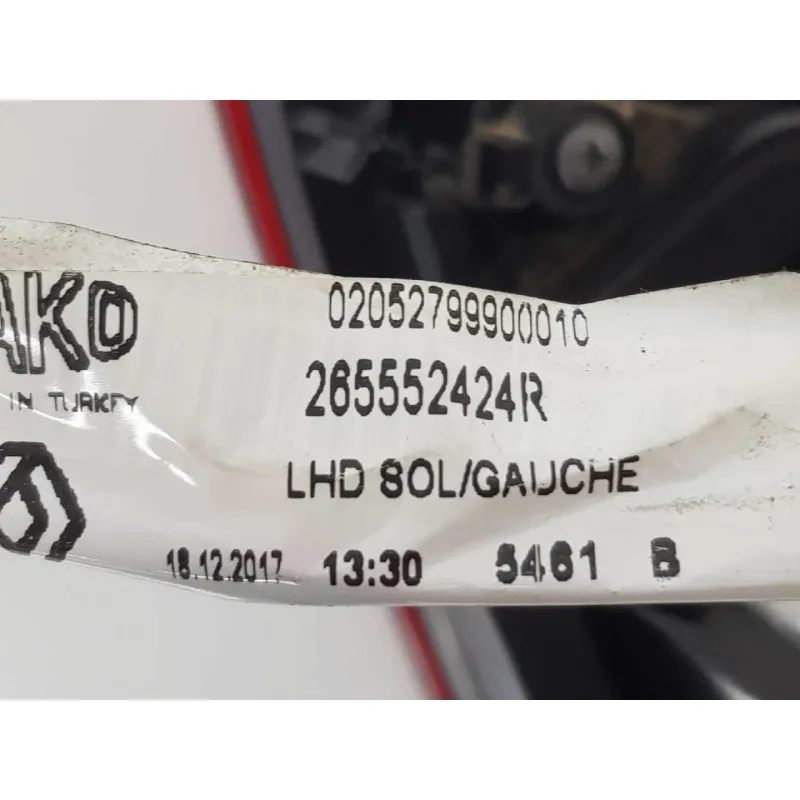 AKO
IN TURKEY
02052799900010
265552424R
LHD SOL/GAUCHE
18.12.2017 13:30 5461 B